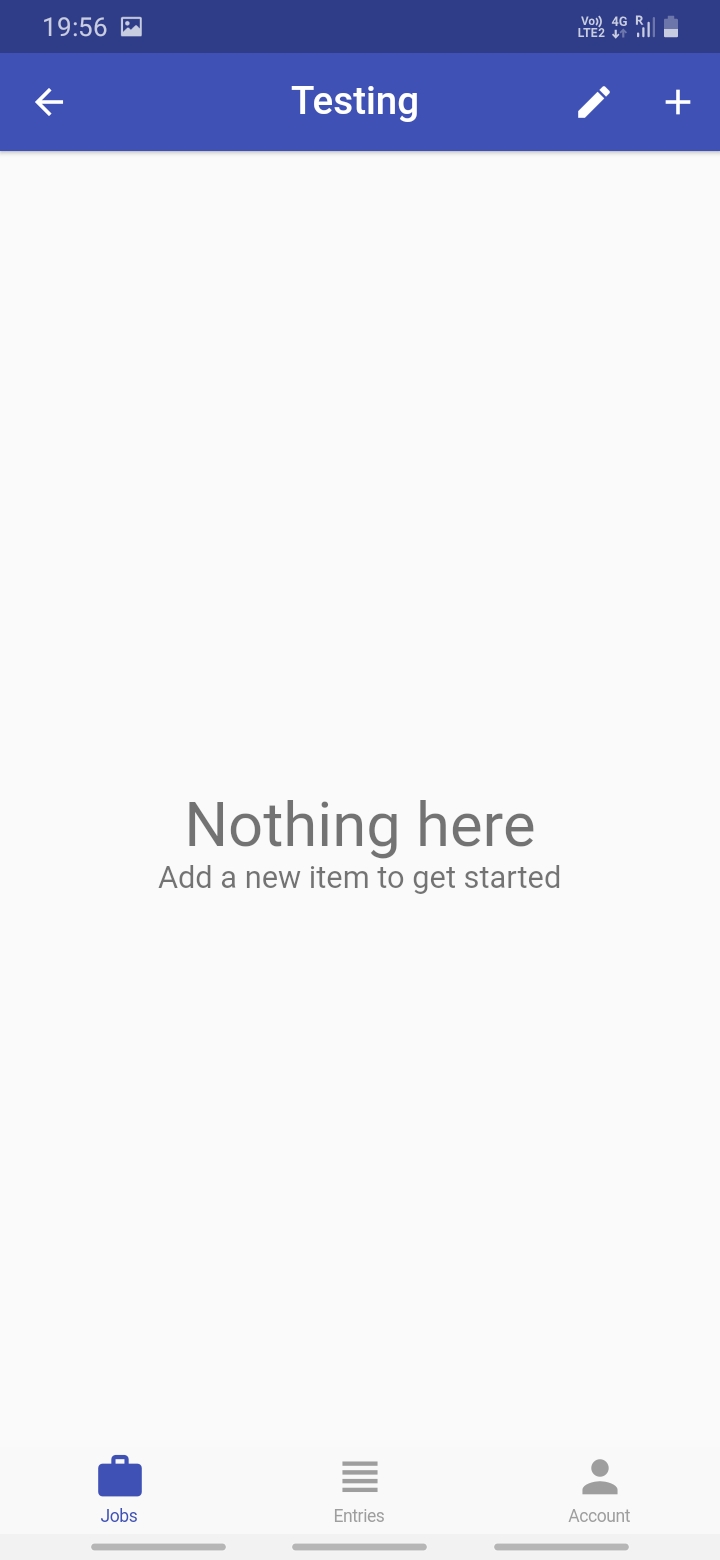 19:56
Vo)) 4G R
LTE2
Testing
Nothing here
Add a new item to get started
Jobs
Entries
Account